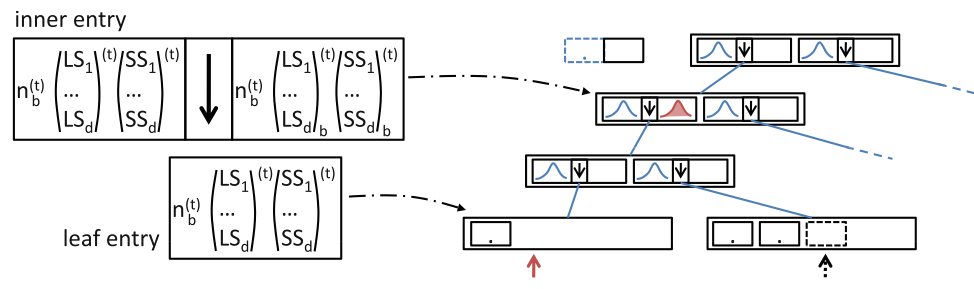 inner entry
n_b^(t) (LS_1 ... LS_d)^(t) (SS_1 ... SS_d)^(t) n_b^(t) (LS_1 ... LS_d)_b^(t) (SS_1 ... SS_d)_b^(t)
n_b^(t) (LS_1 ... LS_d)^(t) (SS_1 ... SS_d)^(t)
leaf entry